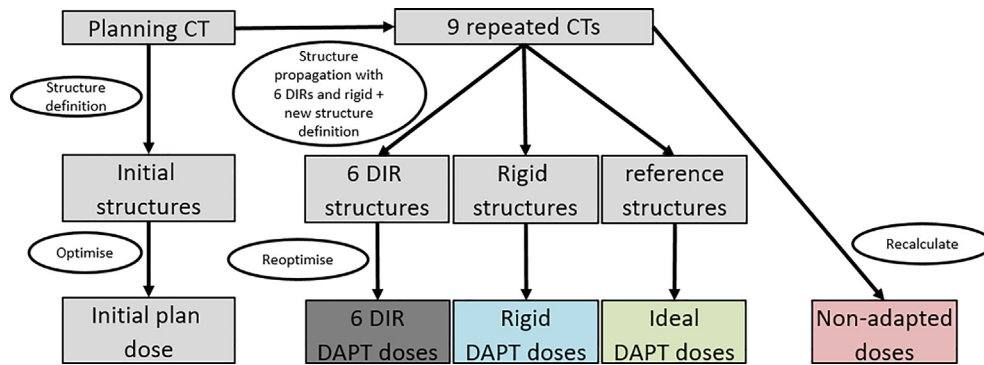 Planning CT
9 repeated CTs
Structure
definition
Structure
propagation with
6 DIRs and rigid +
new structure
definition
Initial
structures
6 DIR
structures
Rigid
structures
reference
structures
Optimise
Reoptimise
Recalculate
Initial plan
dose
6 DIR
DAPT doses
Rigid
DAPT doses
Ideal
DAPT doses
Non-adapted
doses